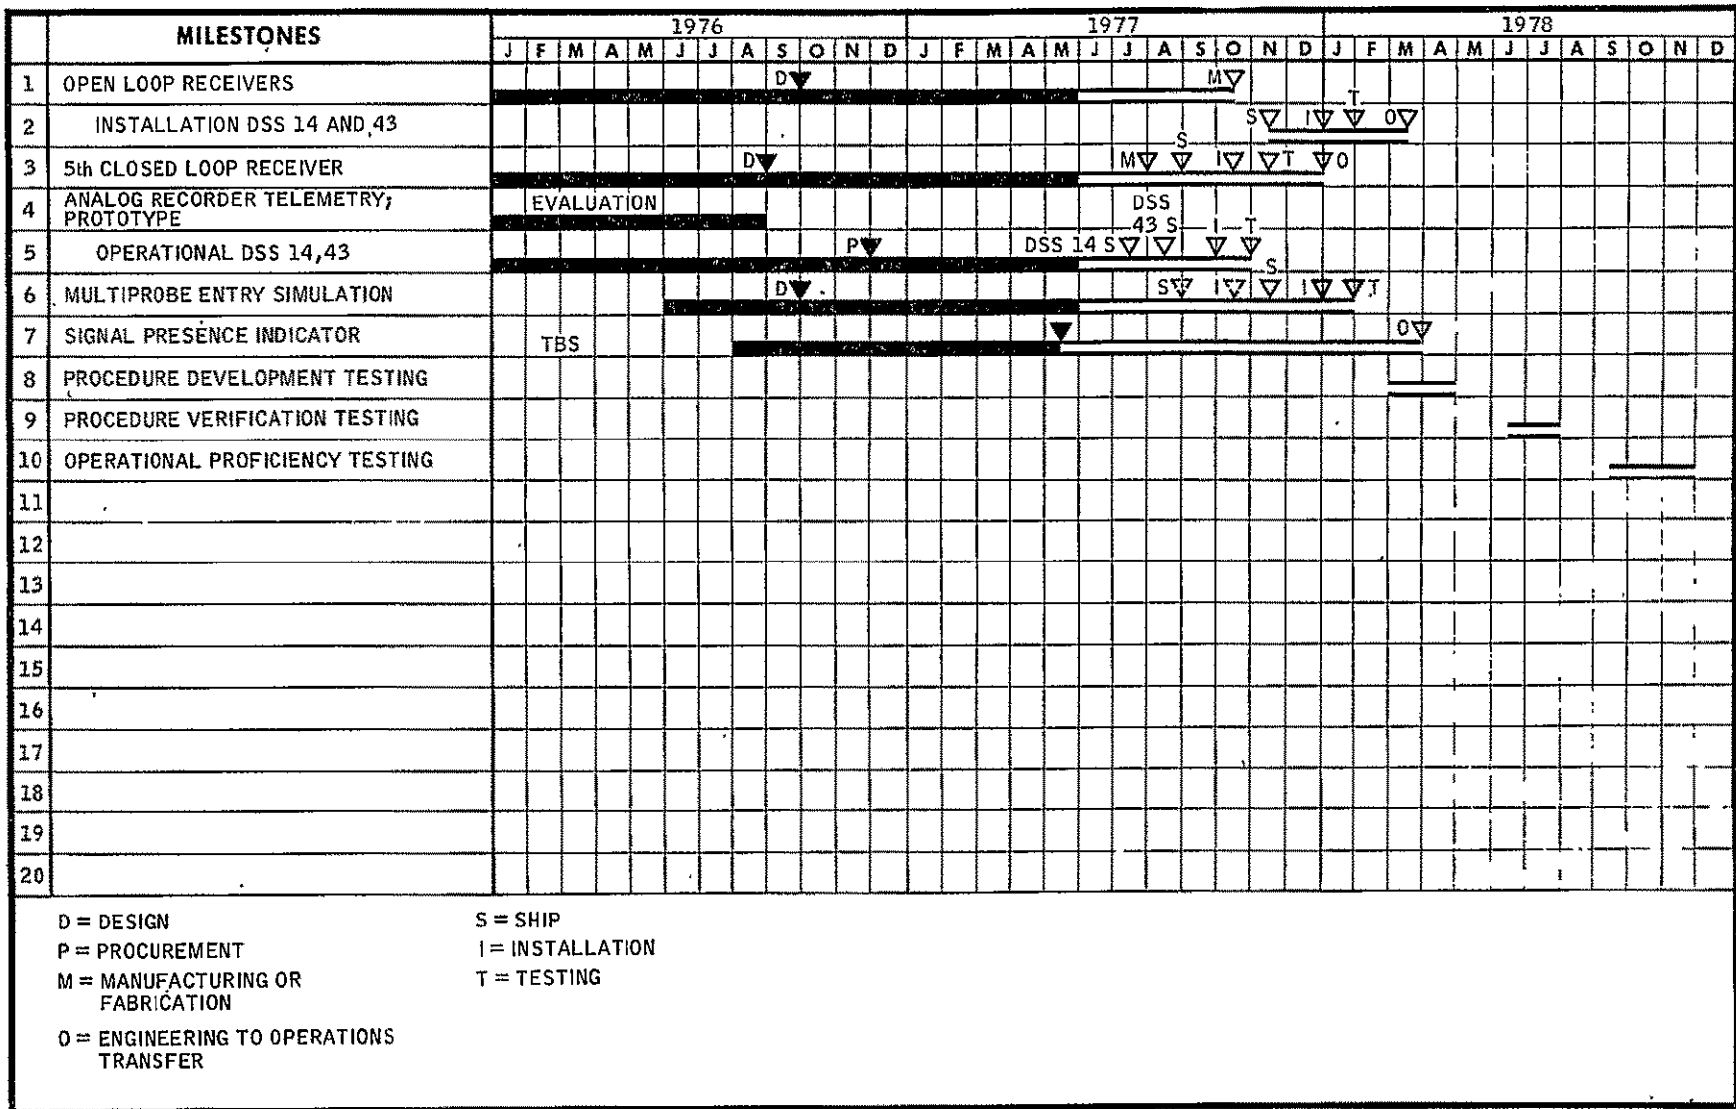 MILESTONES
1976
1977
1978
J F M A M J J A S O N D J F M A M J J A S O N D J F M A M J J A S O N D
1 OPEN LOOP RECEIVERS D M
T
2 INSTALLATION DSS 14 AND 43 S I O
S
3 5th CLOSED LOOP RECEIVER D M I T O
4 ANALOG RECORDER TELEMETRY; PROTOTYPE EVALUATION DSS
43 S I T
5 OPERATIONAL DSS 14,43 P DSS 14 S
S
6 MULTIPROBE ENTRY SIMULATION D S I I T
7 SIGNAL PRESENCE INDICATOR TBS O
8 PROCEDURE DEVELOPMENT TESTING
9 PROCEDURE VERIFICATION TESTING
10 OPERATIONAL PROFICIENCY TESTING
11
12
13
14
15
16
17
18
19
20
D = DESIGN
P = PROCUREMENT
M = MANUFACTURING OR
FABRICATION
O = ENGINEERING TO OPERATIONS
TRANSFER
S = SHIP
I = INSTALLATION
T = TESTING